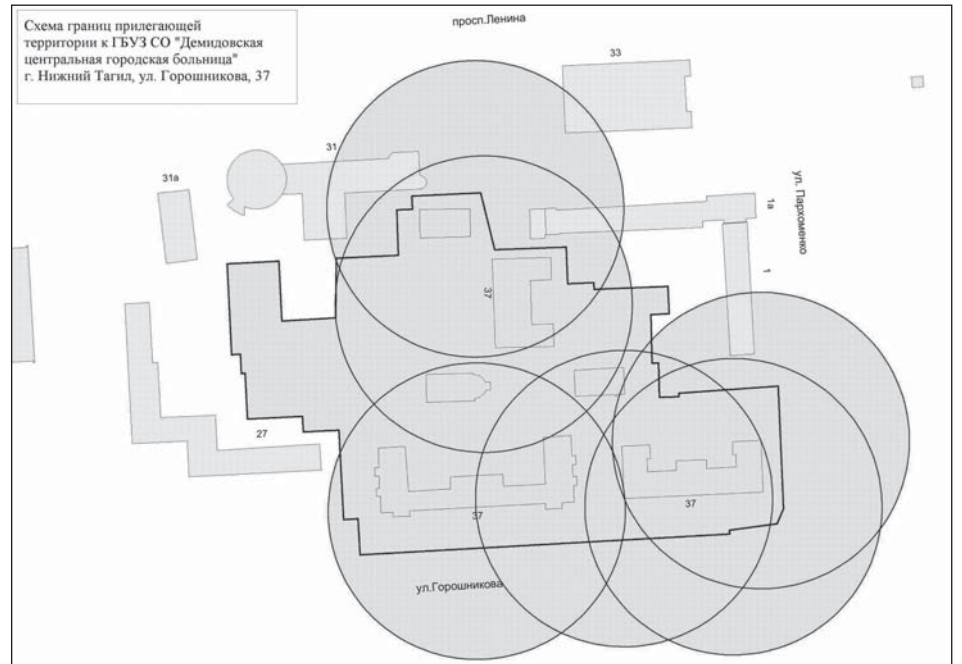 Схема границ прилегающей
территории к ГБУЗ СО "Демидовская
центральная городская больница"
г. Нижний Тагил, ул. Горошникова, 37
просп.Ленина
33
31
31а
ул. Пархоменко
1а
1
37
27
37
37
ул.Горошникова